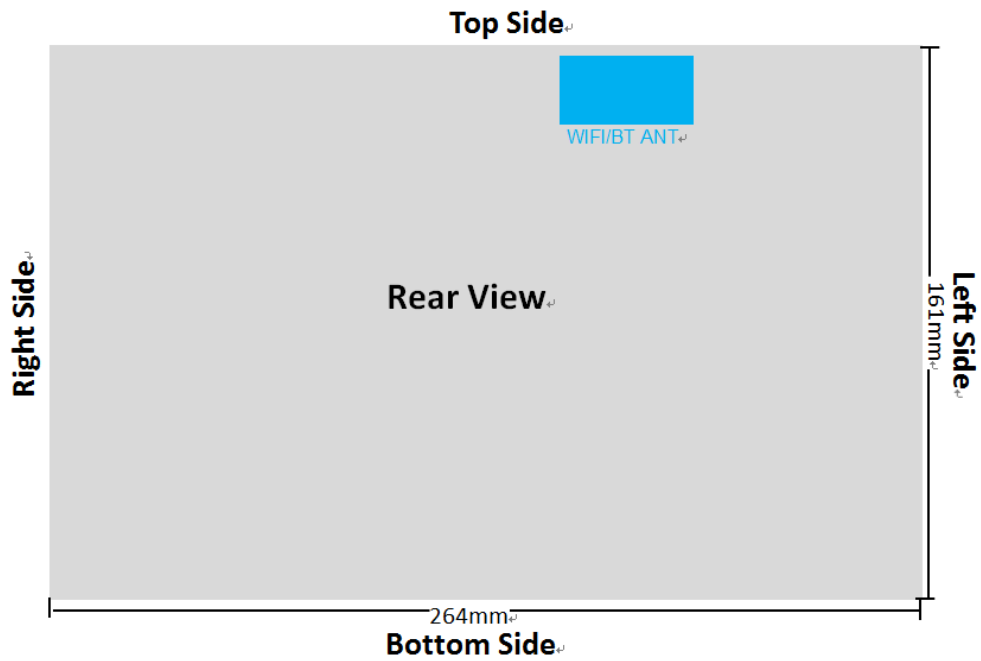 Top Side
WIFI/BT ANT
Right Side
Rear View
Left Side
161mm
264mm
Bottom Side